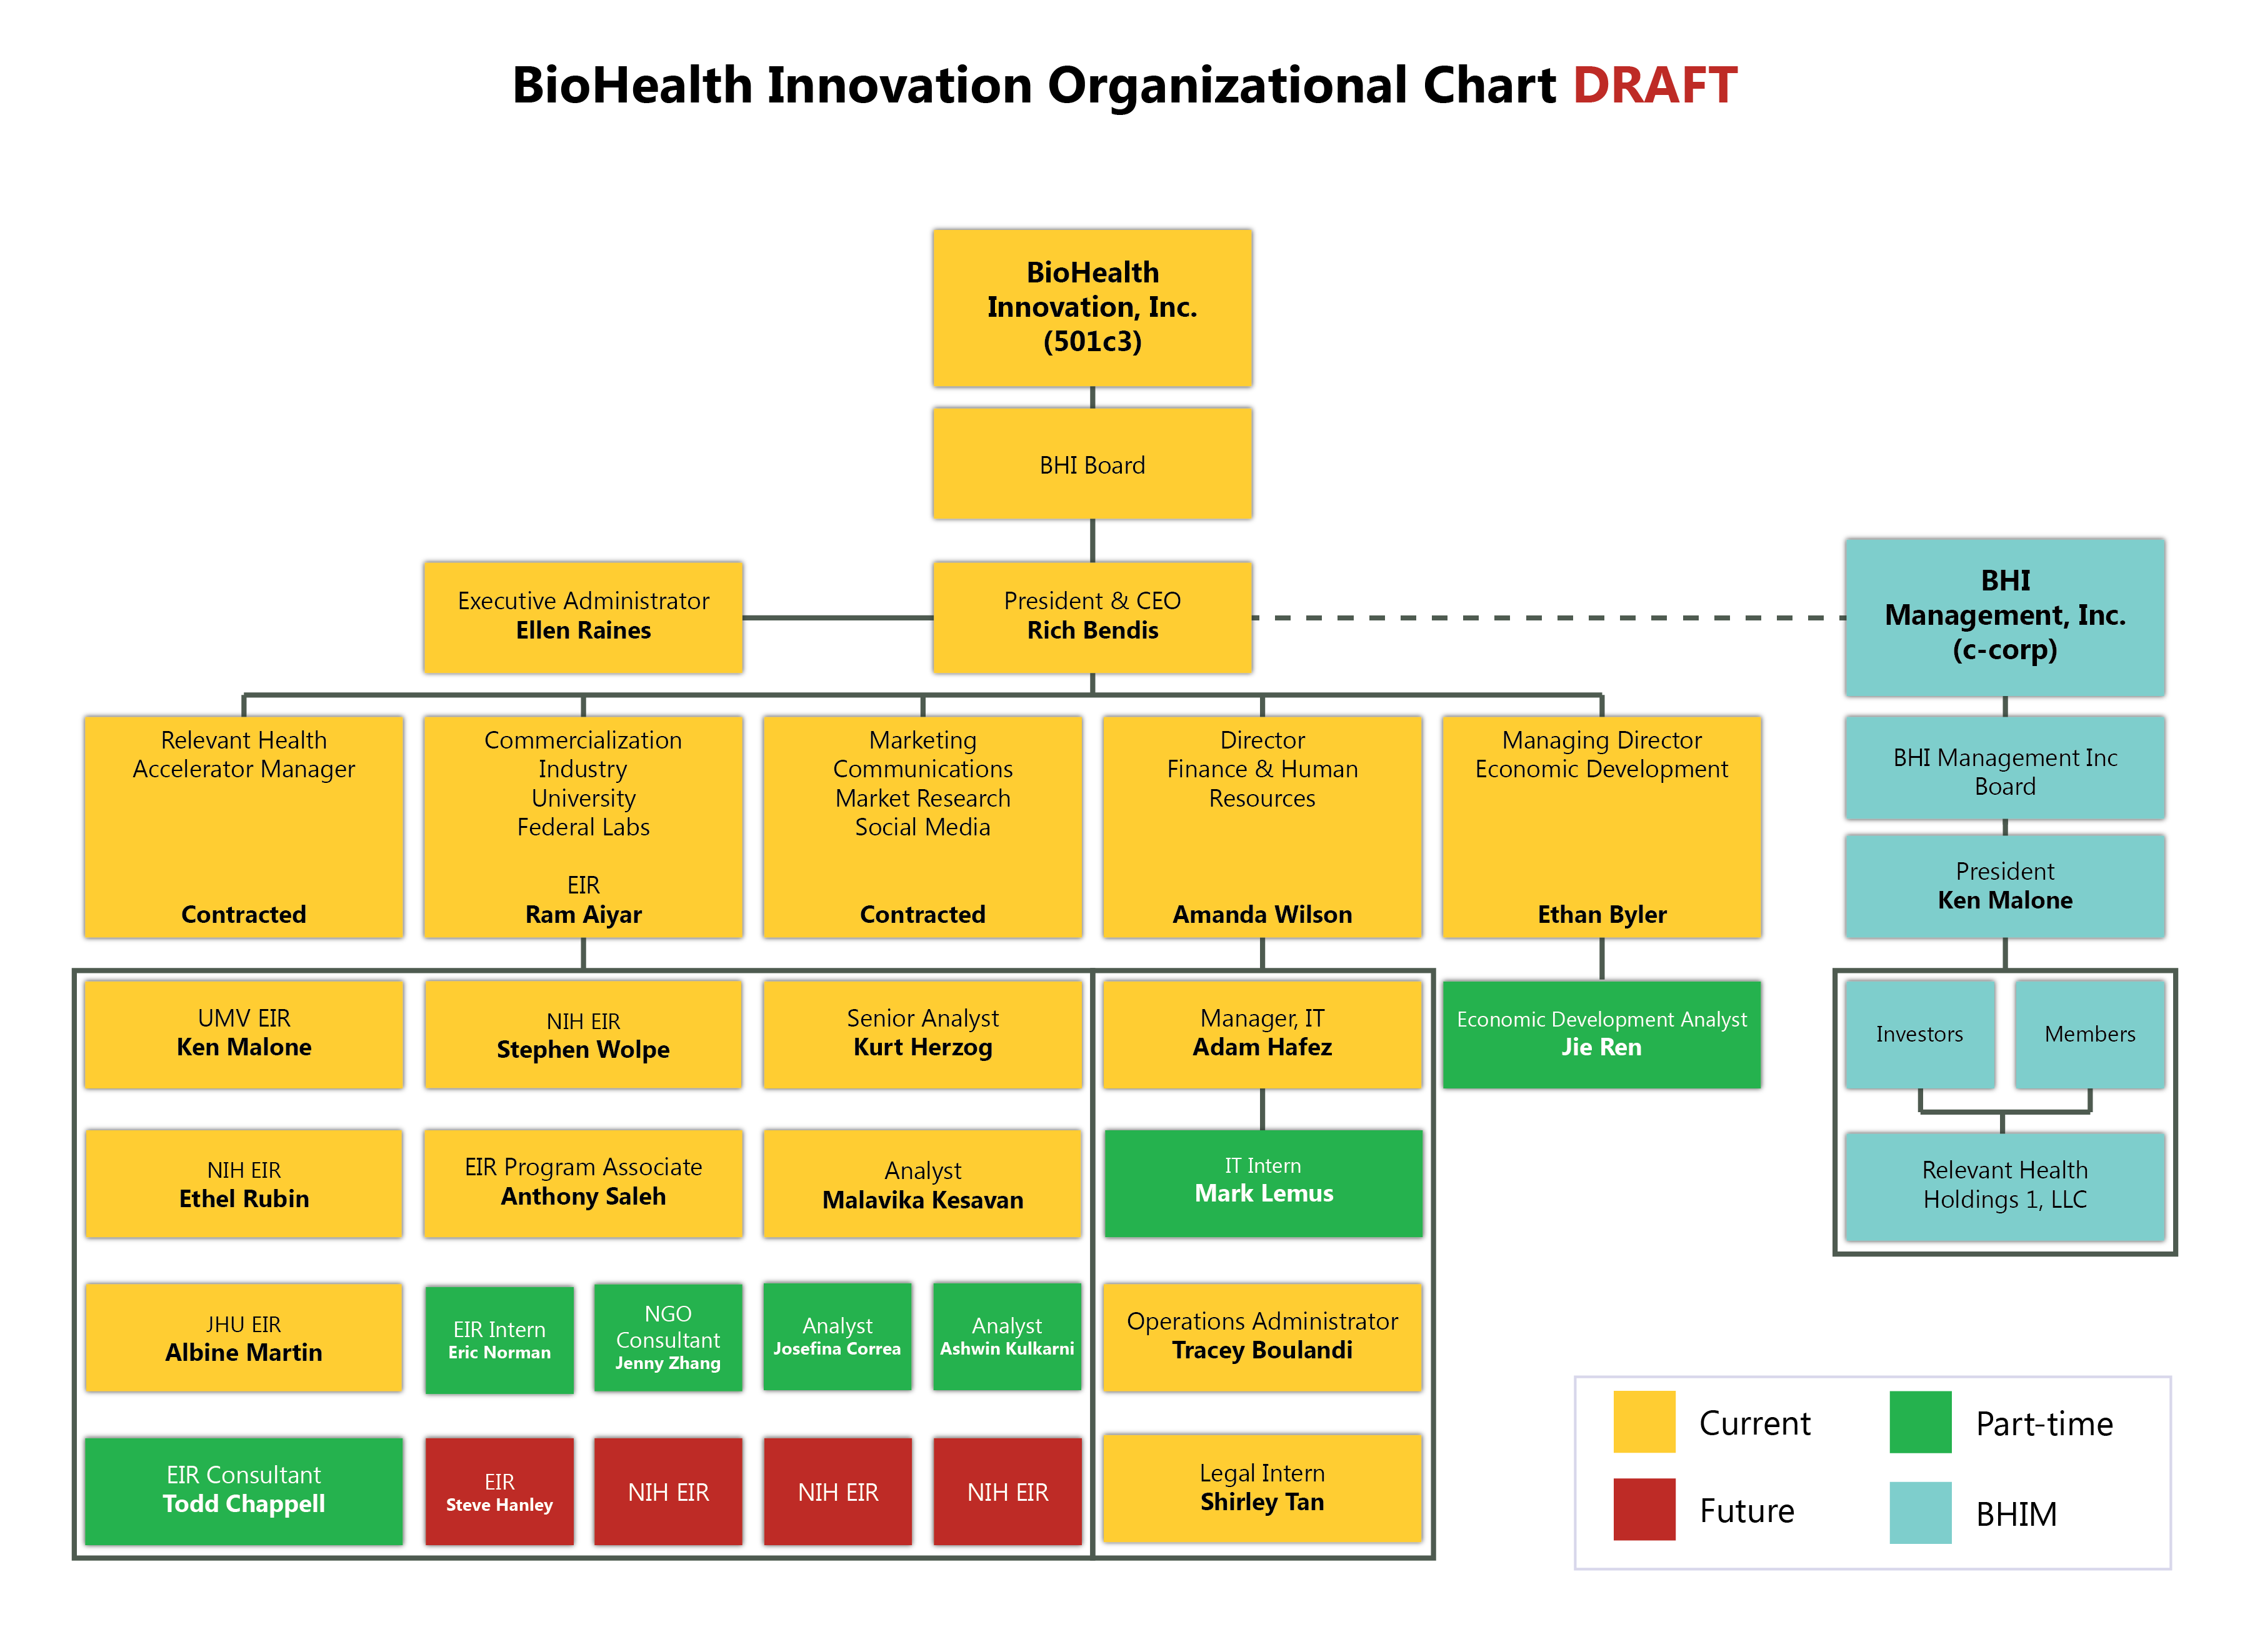 BioHealth Innovation Organizational Chart DRAFT
BioHealth
Innovation, Inc.
(501c3)
BHI Board
Executive Administrator
Ellen Raines
President & CEO
Rich Bendis
BHI
Management, Inc.
(c-corp)
Relevant Health
Accelerator Manager
Contracted
Commercialization
Industry
University
Federal Labs
EIR
Ram Aiyar
Marketing
Communications
Market Research
Social Media
Contracted
Director
Finance & Human
Resources
Amanda Wilson
Managing Director
Economic Development
Ethan Byler
BHI Management Inc
Board
President
Ken Malone
UMV EIR
Ken Malone
NIH EIR
Stephen Wolpe
Senior Analyst
Kurt Herzog
Manager, IT
Adam Hafez
Economic Development Analyst
Jie Ren
Investors
Members
NIH EIR
Ethel Rubin
EIR Program Associate
Anthony Saleh
Analyst
Malavika Kesavan
IT Intern
Mark Lemus
Relevant Health
Holdings 1, LLC
JHU EIR
Albine Martin
EIR Intern
Eric Norman
NGO
Consultant
Jenny Zhang
Analyst
Josefina Correa
Analyst
Ashwin Kulkarni
Operations Administrator
Tracey Boulandi
EIR Consultant
Todd Chappell
EIR
Steve Hanley
NIH EIR
NIH EIR
NIH EIR
Legal Intern
Shirley Tan
Current
Part-time
Future
BHIM